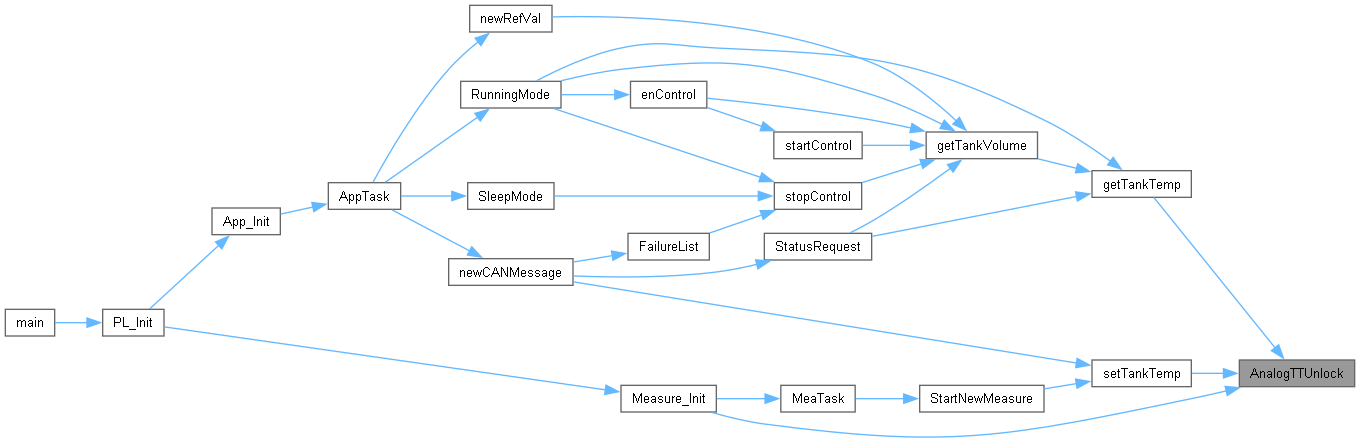 newRefVal
RunningMode
enControl
startControl
getTankVolume
getTankTemp
AppTask
SleepMode
stopControl
App_Init
FailureList
StatusRequest
newCANMessage
main
PL_Init
setTankTemp
AnalogTTUnlock
Measure_Init
MeaTask
StartNewMeasure